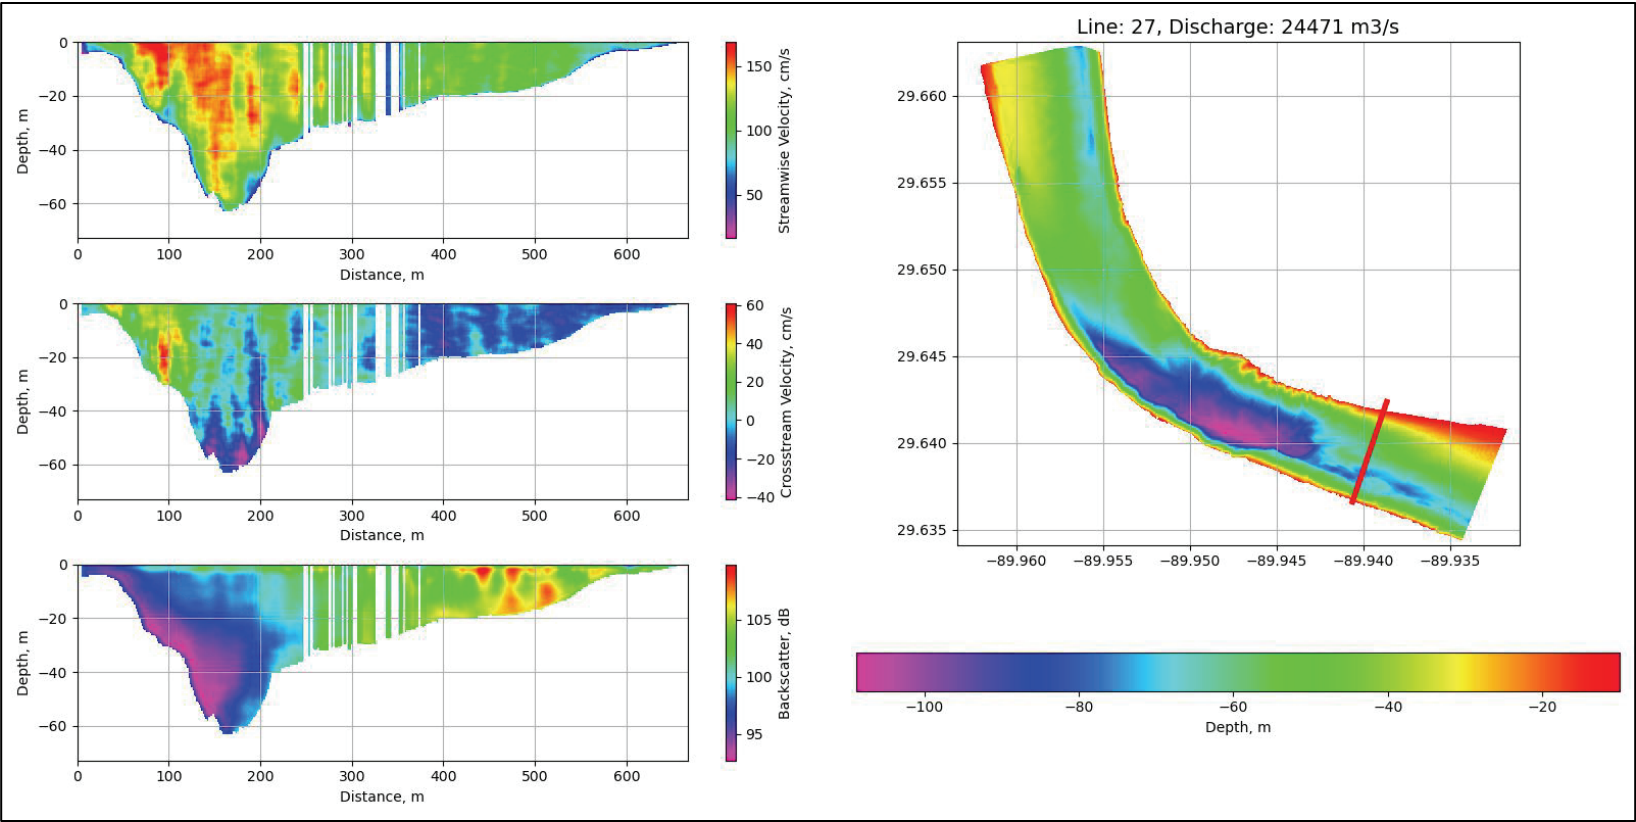 0
−20
−40
−60
Depth, m
0 100 200 300 400 500 600
Distance, m
150
100
50
Streamwise Velocity, cm/s
0
−20
−40
−60
Depth, m
0 100 200 300 400 500 600
Distance, m
60
40
20
0
−20
−40
Crossstream Velocity, cm/s
0
−20
−40
−60
Depth, m
0 100 200 300 400 500 600
Distance, m
105
100
95
Backscatter, dB
Line: 27, Discharge: 24471 m3/s
29.660
29.655
29.650
29.645
29.640
29.635
−89.960 −89.955 −89.950 −89.945 −89.940 −89.935
−100 −80 −60 −40 −20
Depth, m